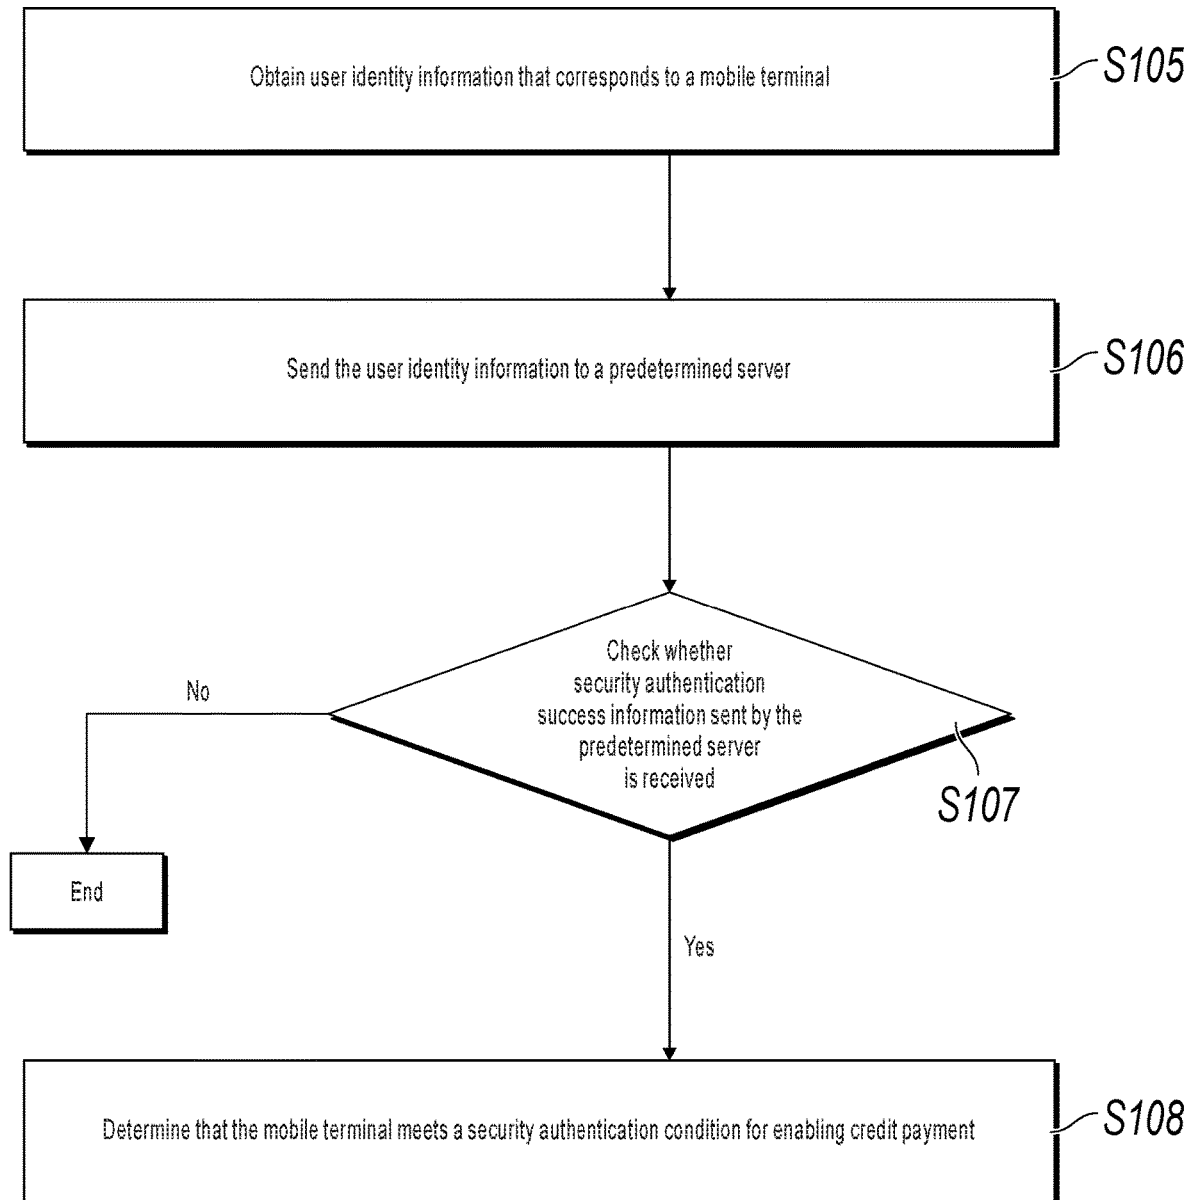 Obtain user identity information that corresponds to a mobile terminal
S105
Send the user identity information to a predetermined server
S106
Check whether
security authentication
success information sent by the
predetermined server
is received
S107
No
End
Yes
Determine that the mobile terminal meets a security authentication condition for enabling credit payment
S108